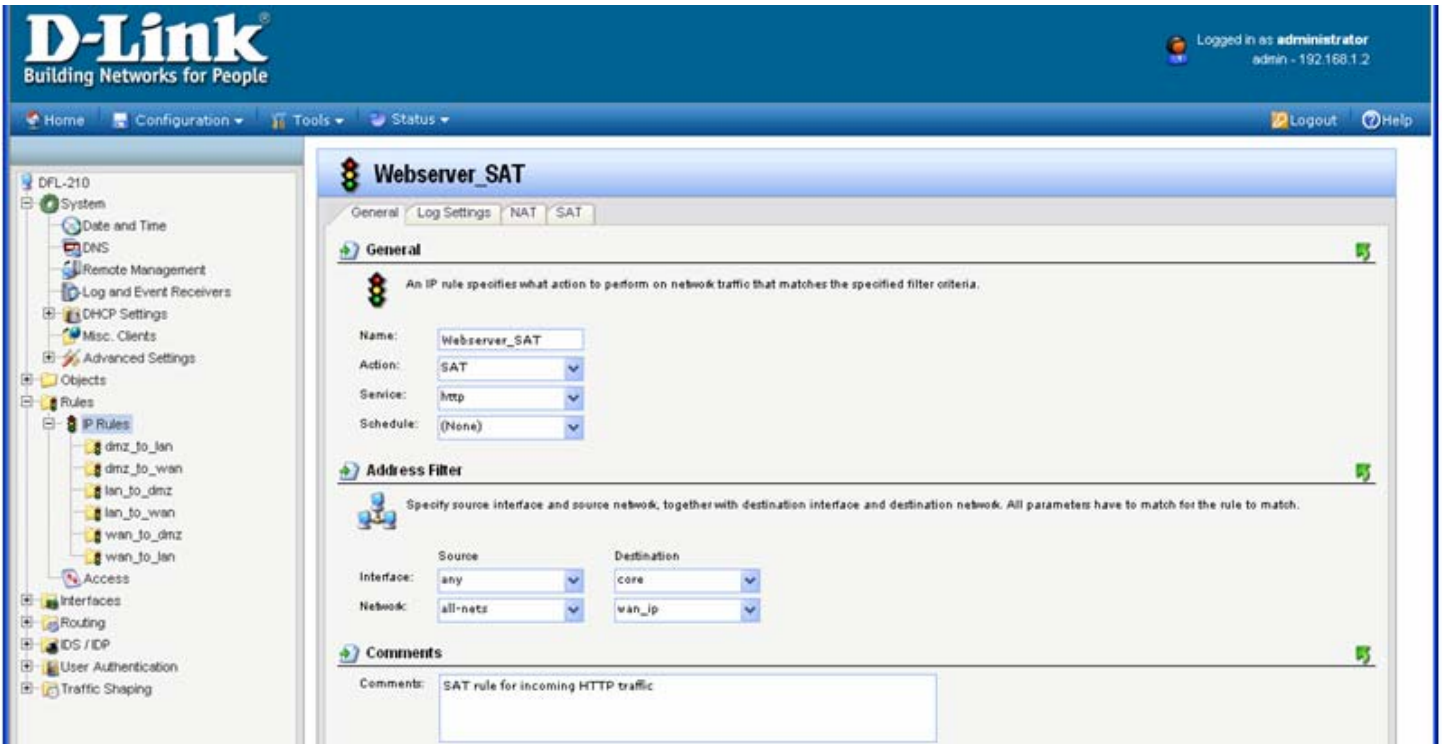 D-Link®
Building Networks for People
Logged in as administrator
admin - 192.168.1.2
Home Configuration Tools Status Logout Help
DFL-210
System
Date and Time
DNS
Remote Management
Log and Event Receivers
DHCP Settings
Misc. Clients
Advanced Settings
Objects
Rules
IP Rules
dmz_to_lan
dmz_to_wan
lan_to_dmz
lan_to_wan
wan_to_dmz
wan_to_lan
Access
Interfaces
Routing
IDS / IDP
User Authentication
Traffic Shaping
Webserver_SAT
General Log Settings NAT SAT
General
An IP rule specifies what action to perform on network traffic that matches the specified filter criteria.
Name: Webserver_SAT
Action: SAT
Service: http
Schedule: (None)
Address Filter
Specify source interface and source network, together with destination interface and destination network. All parameters have to match for the rule to match.
Source Destination
Interface: any core
Network: all-nets wan_ip
Comments
Comments: SAT rule for incoming HTTP traffic